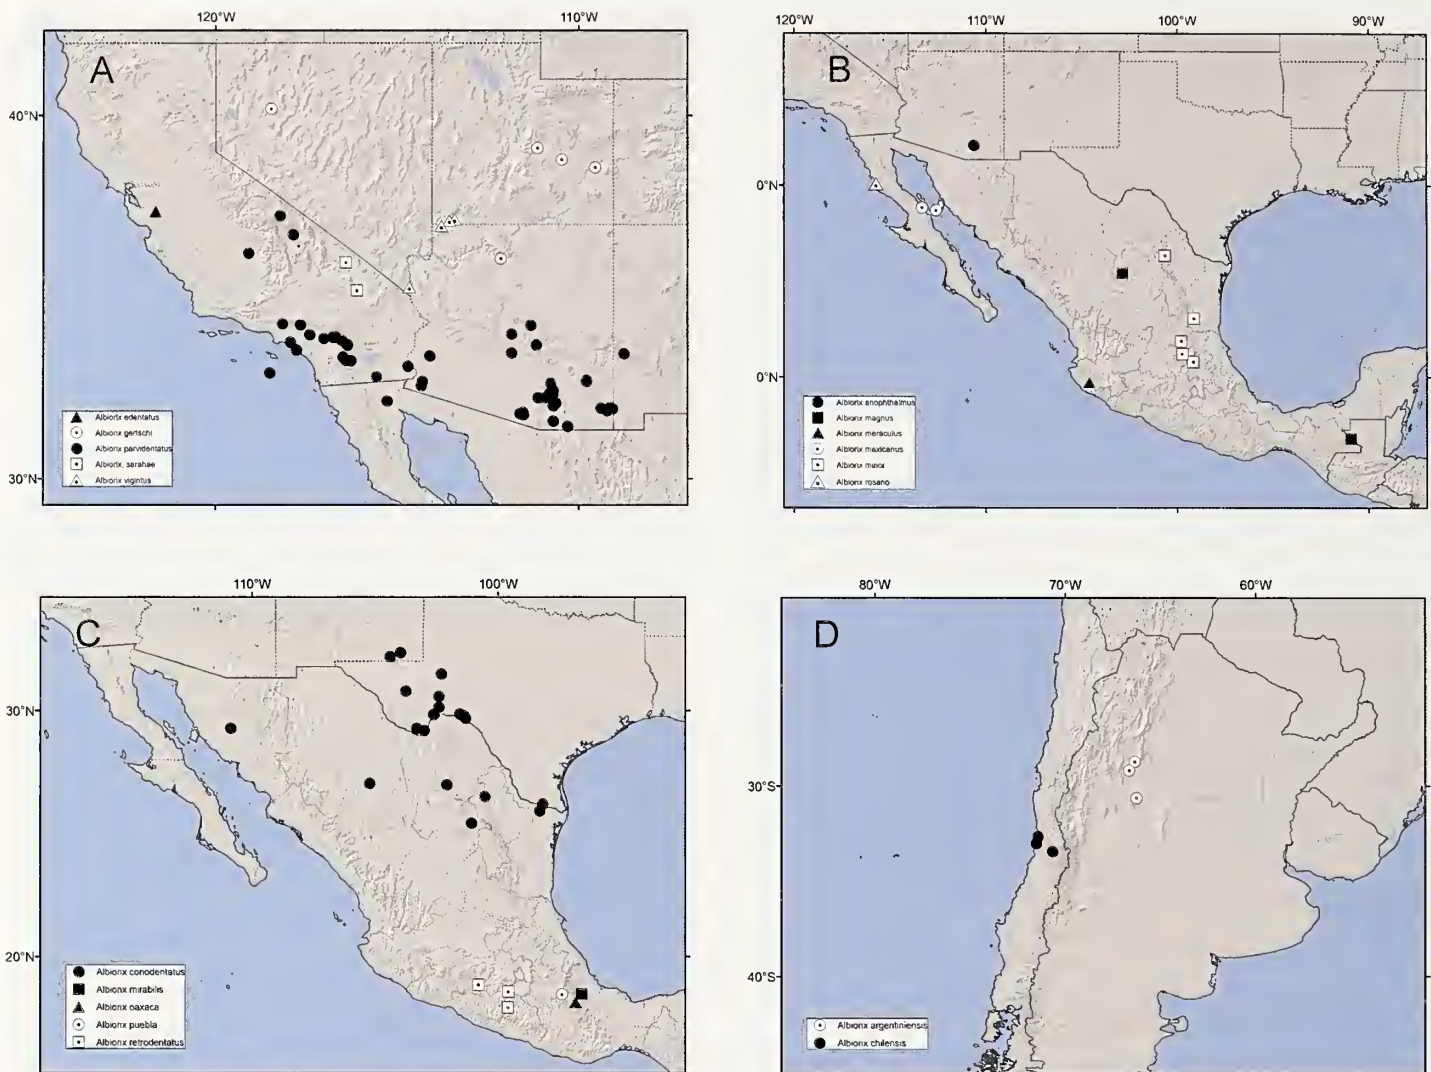 120°W 110°W
A
40°N
30°N
Albiorix edentatus
Albiorix gertschi
Albiorix parvidentatus
Albiorix, sarahae
Albiorix vigintus
120°W 110°W 100°W 90°W
B
0°N
0°N
Albiorix anophthalmus
Albiorix magnus
Albiorix meraculus
Albiorix mexicanus
Albiorix minor
Albiorix rosario
110°W 100°W
C
30°N
20°N
Albiorix conodentatus
Albiorix mirabilis
Albiorix oaxaca
Albiorix puebla
Albiorix retrodentatus
80°W 70°W 60°W
D
30°S
40°S
Albiorix argentiniensis
Albiorix chilensis